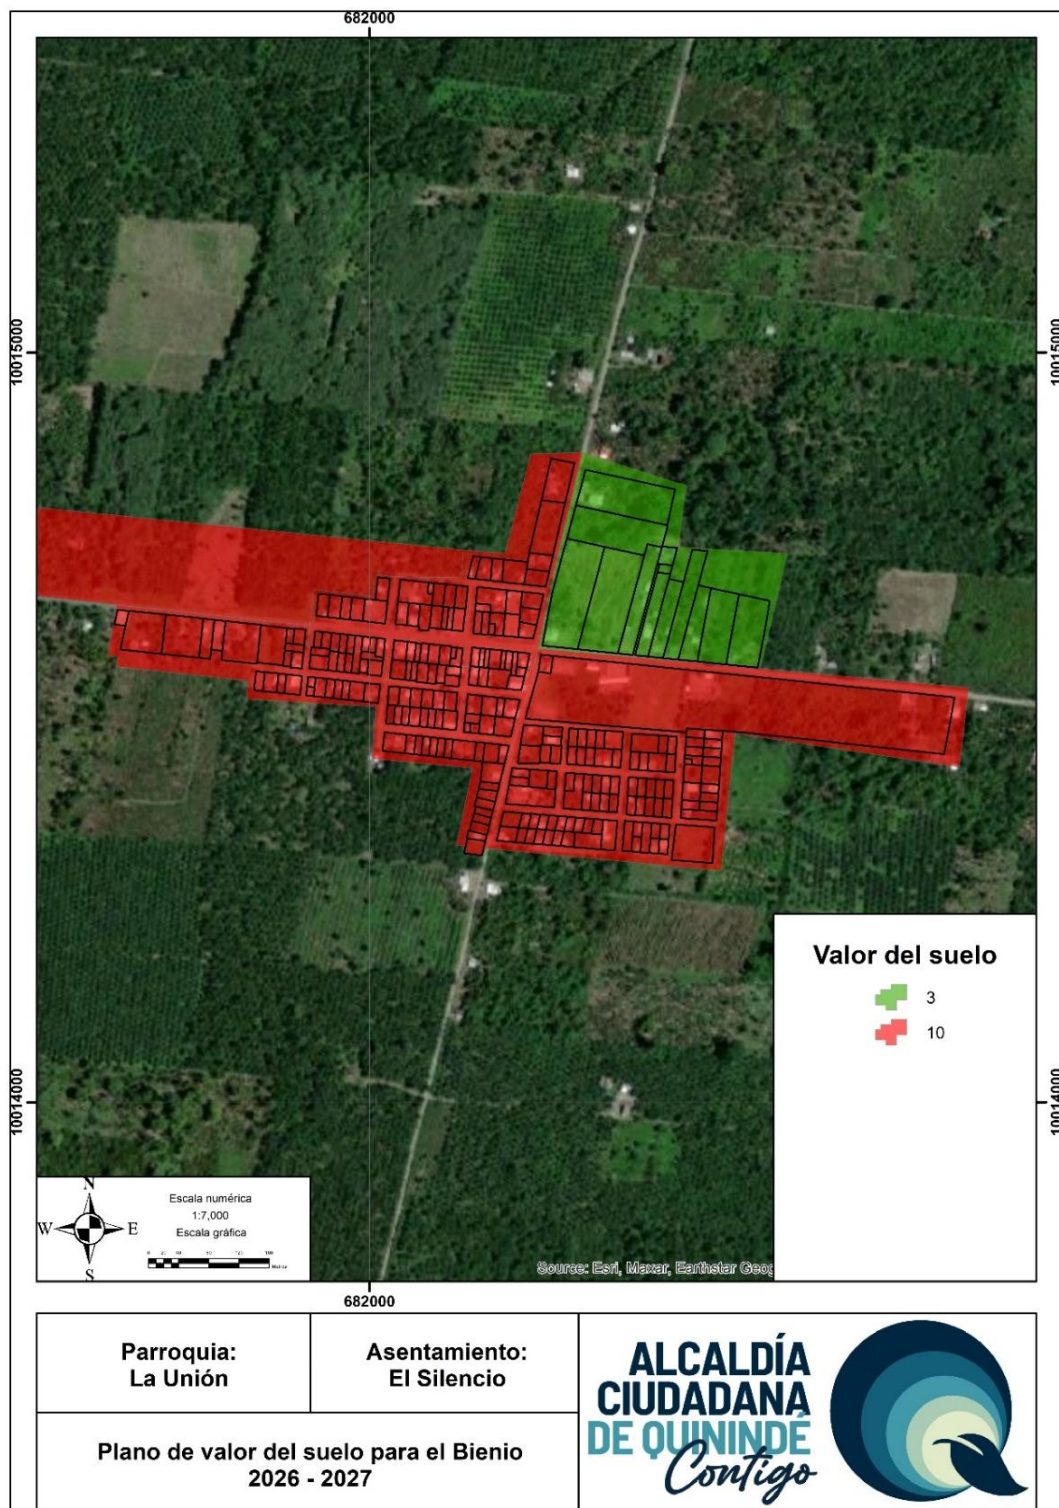 682000
10015000
10015000
Valor del suelo
3
10
10014000
10014000
N
W
E
S
Escala numérica
1:7,000
Escala gráfica
Source: Esri, Maxar, Earthstar Geog
682000
Parroquia:
La Unión
Asentamiento:
El Silencio
Plano de valor del suelo para el Bienio
2026 - 2027
ALCALDÍA
CIUDADANA
DE QUININDÉ
Contigo